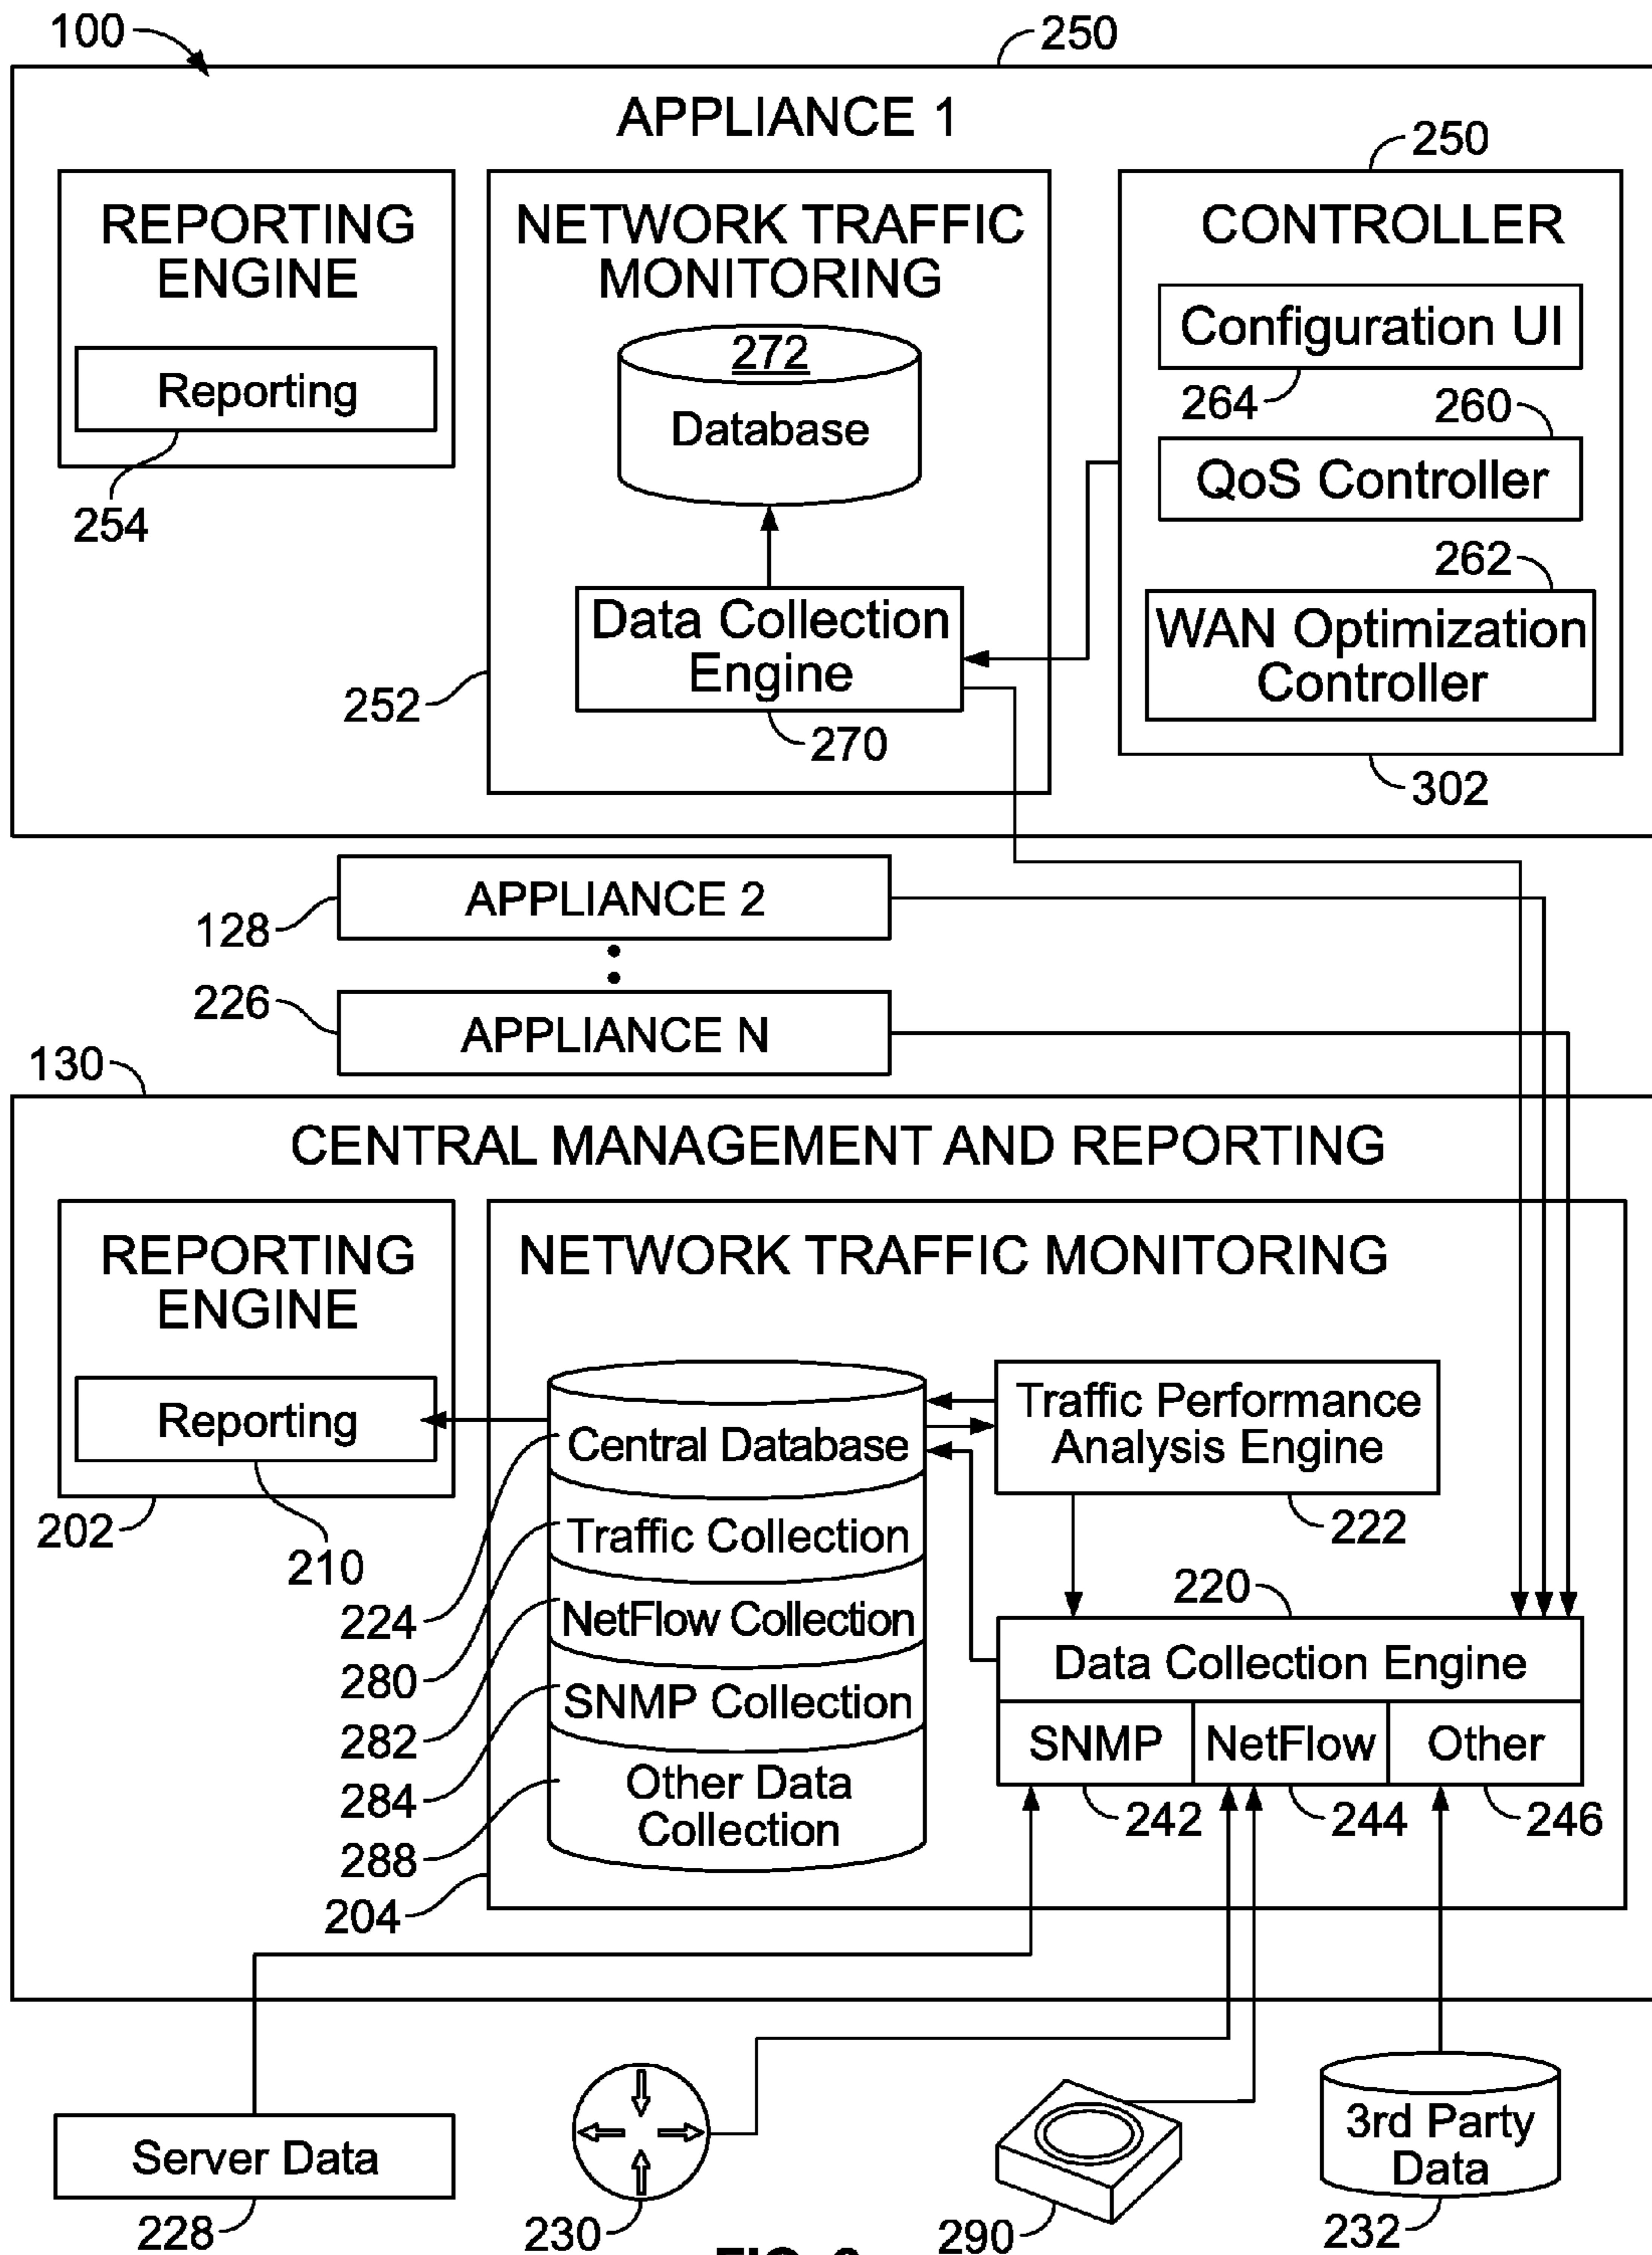 100
250
APPLIANCE 1
250
REPORTING
ENGINE
Reporting
254
NETWORK TRAFFIC
MONITORING
272
Database
Data Collection
Engine
252
270
CONTROLLER
Configuration UI
264
260
QoS Controller
262
WAN Optimization
Controller
302
APPLIANCE 2
128
226
APPLIANCE N
130
CENTRAL MANAGEMENT AND REPORTING
REPORTING
ENGINE
Reporting
202
210
NETWORK TRAFFIC MONITORING
Central Database
Traffic Collection
NetFlow Collection
SNMP Collection
Other Data
Collection
224
280
282
284
288
204
Traffic Performance
Analysis Engine
222
220
Data Collection Engine
SNMP
NetFlow
Other
242
244
246
Server Data
228
230
290
3rd Party
Data
232